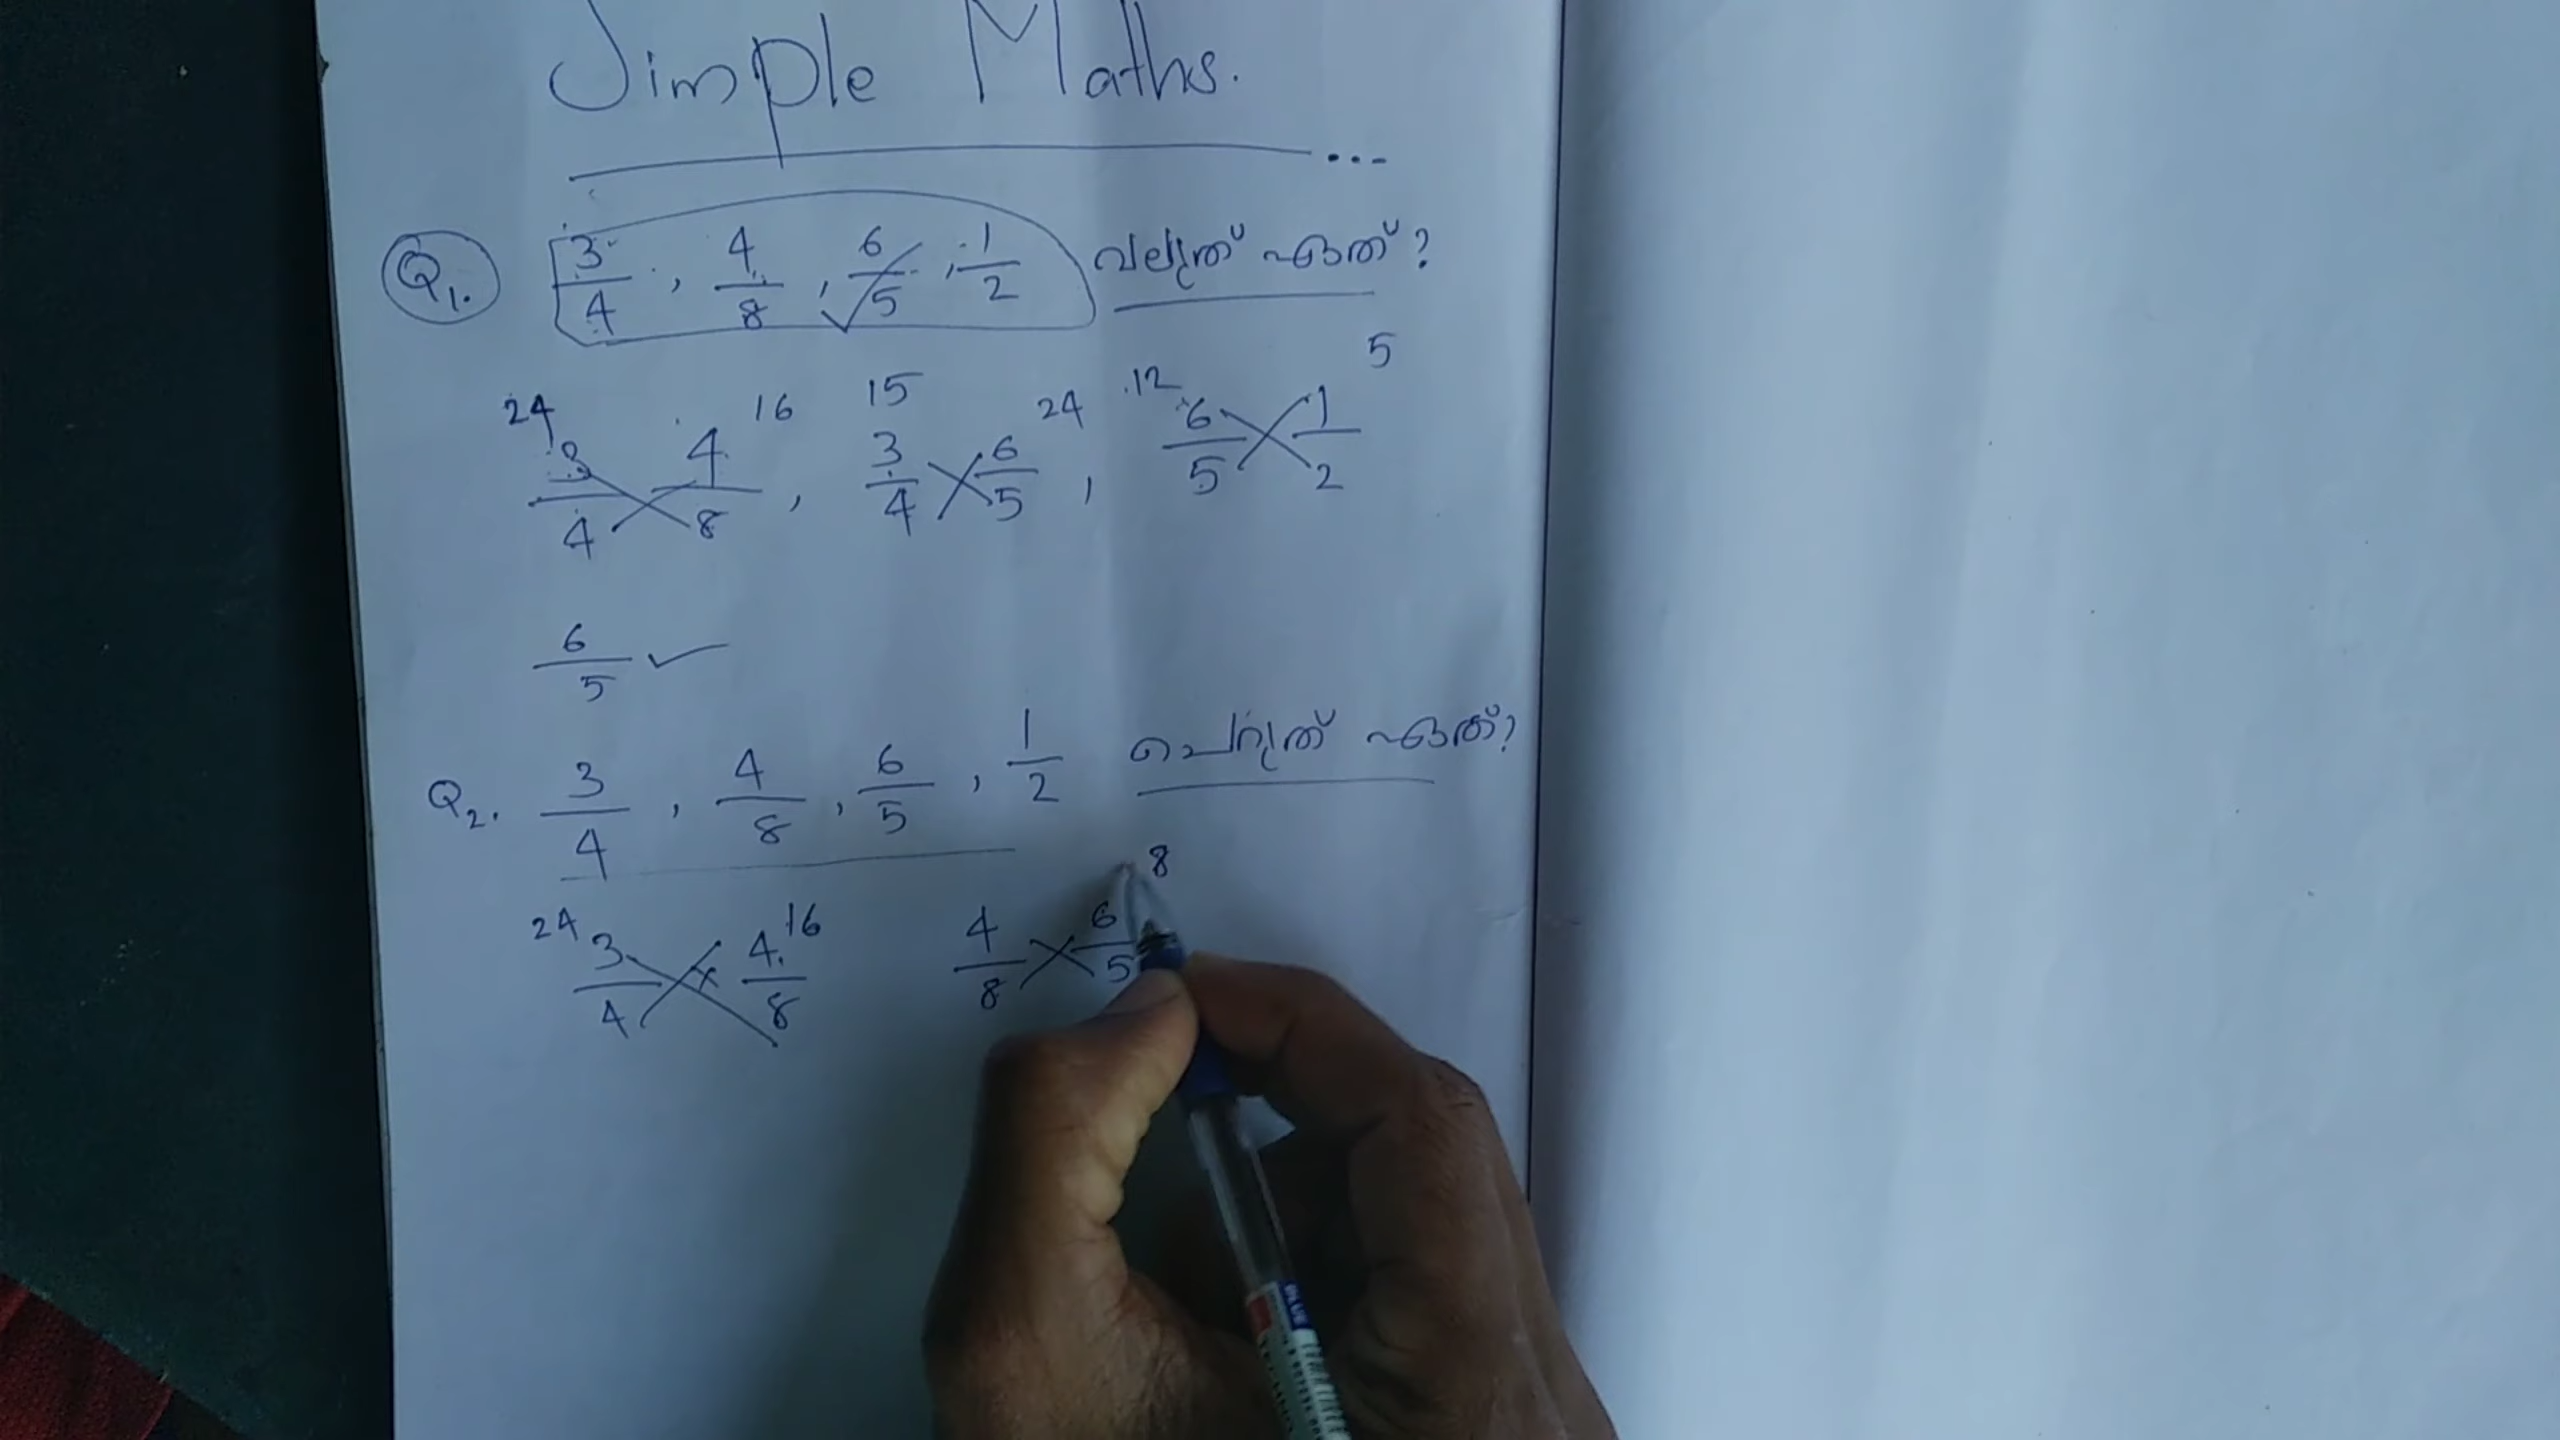 Simple Maths.
Q1. 3/4, 4/8, 6/5, 1/2 വലുത് ഏത്?
24 3/4 4/8 16, 15 3/4 6/5 24, 12 6/5 1/2 5
6/5 ✓
Q2. 3/4, 4/8, 6/5, 1/2 ചെറുത് ഏത്?
24 3/4 × 4/8 16 4/8 6/5 8
BLUE